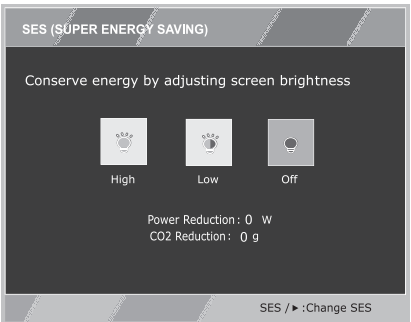 SES (SUPER ENERGY SAVING)
Conserve energy by adjusting screen brightness
High Low Off
Power Reduction: 0 W
CO2 Reduction: 0 g
SES / ▶ :Change SES